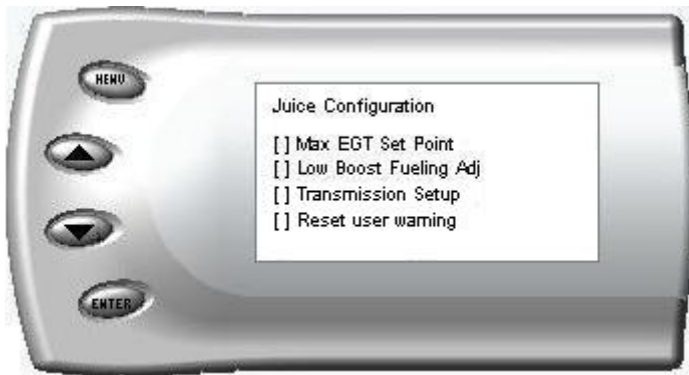 MENU
Juice Configuration
[ ] Max EGT Set Point
[ ] Low Boost Fueling Adj
[ ] Transmission Setup
[ ] Reset user warning
ENTER